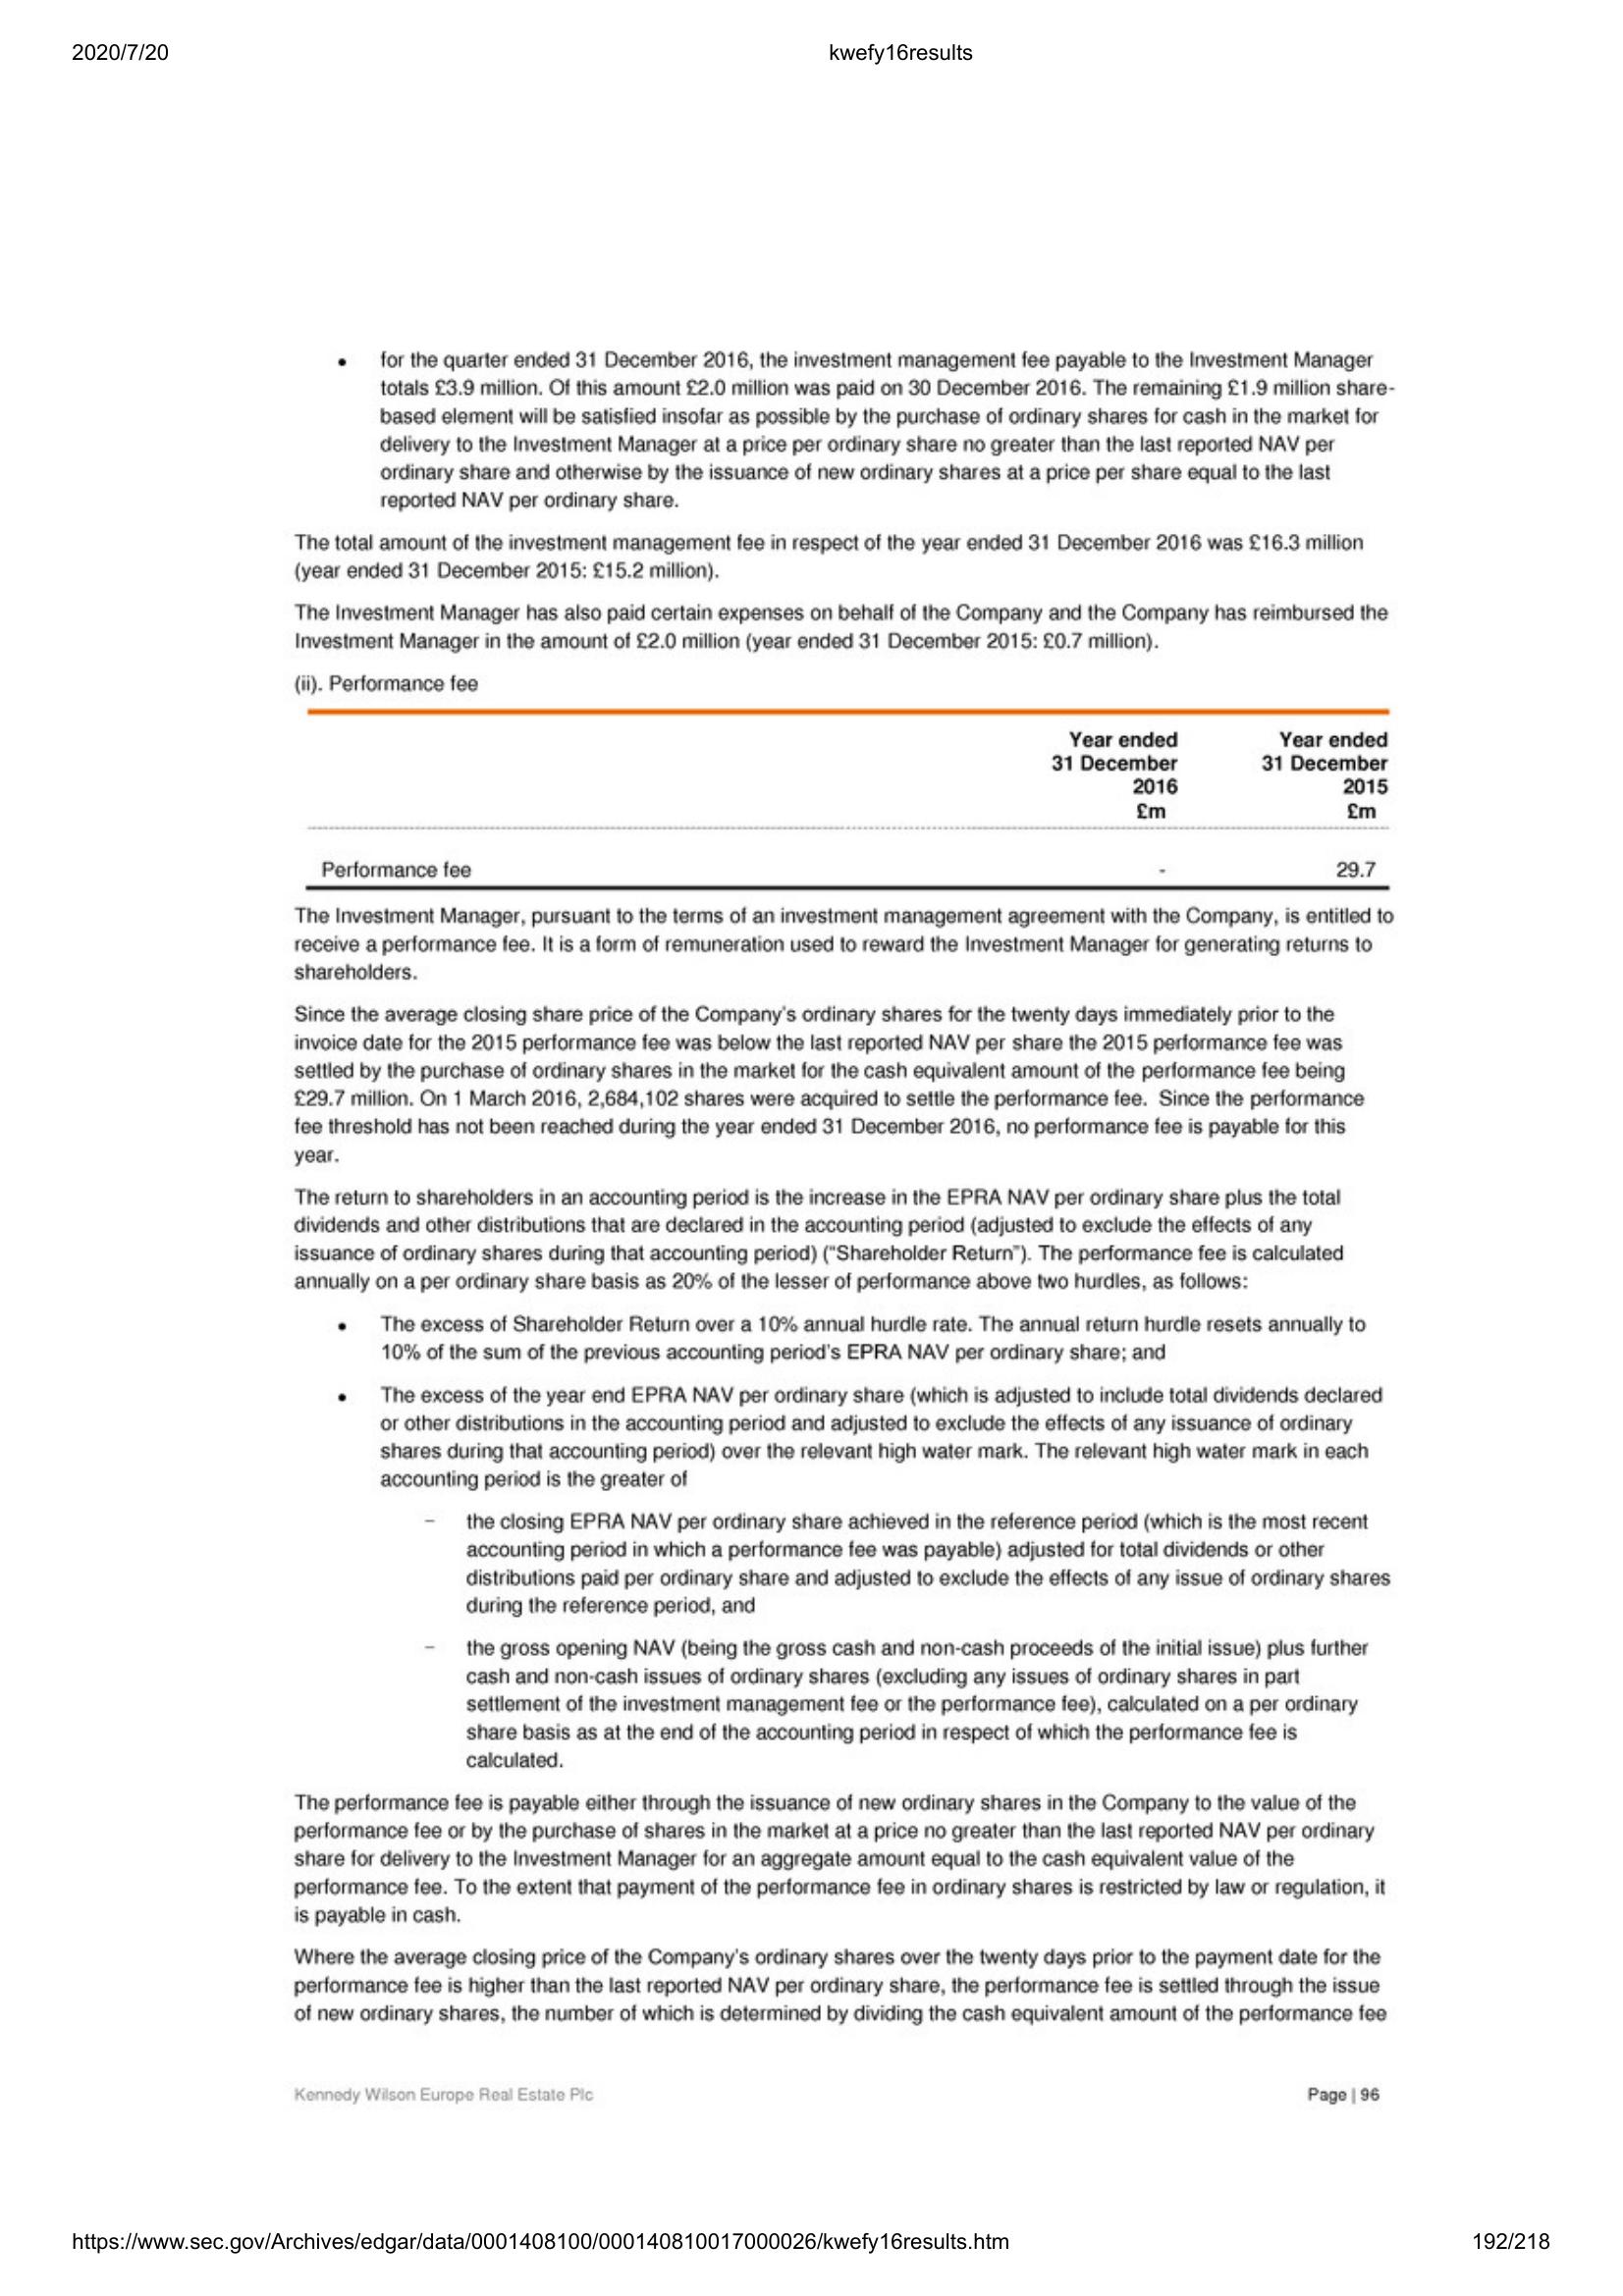 2020/7/20
kwefy16results
• for the quarter ended 31 December 2016, the investment management fee payable to the Investment Manager
totals £3.9 million. Of this amount £2.0 million was paid on 30 December 2016. The remaining £1.9 million share-
based element will be satisfied insofar as possible by the purchase of ordinary shares for cash in the market for
delivery to the Investment Manager at a price per ordinary share no greater than the last reported NAV per
ordinary share and otherwise by the issuance of new ordinary shares at a price per share equal to the last
reported NAV per ordinary share.
The total amount of the investment management fee in respect of the year ended 31 December 2016 was £16.3 million
(year ended 31 December 2015: £15.2 million).
The Investment Manager has also paid certain expenses on behalf of the Company and the Company has reimbursed the
Investment Manager in the amount of £2.0 million (year ended 31 December 2015: £0.7 million).
(ii). Performance fee
Year ended Year ended
31 December 31 December
2016 2015
£m £m
Performance fee - 29.7
The Investment Manager, pursuant to the terms of an investment management agreement with the Company, is entitled to
receive a performance fee. It is a form of remuneration used to reward the Investment Manager for generating returns to
shareholders.
Since the average closing share price of the Company's ordinary shares for the twenty days immediately prior to the
invoice date for the 2015 performance fee was below the last reported NAV per share the 2015 performance fee was
settled by the purchase of ordinary shares in the market for the cash equivalent amount of the performance fee being
£29.7 million. On 1 March 2016, 2,684,102 shares were acquired to settle the performance fee. Since the performance
fee threshold has not been reached during the year ended 31 December 2016, no performance fee is payable for this
year.
The return to shareholders in an accounting period is the increase in the EPRA NAV per ordinary share plus the total
dividends and other distributions that are declared in the accounting period (adjusted to exclude the effects of any
issuance of ordinary shares during that accounting period) ("Shareholder Return"). The performance fee is calculated
annually on a per ordinary share basis as 20% of the lesser of performance above two hurdles, as follows:
• The excess of Shareholder Return over a 10% annual hurdle rate. The annual return hurdle resets annually to
10% of the sum of the previous accounting period's EPRA NAV per ordinary share; and
• The excess of the year end EPRA NAV per ordinary share (which is adjusted to include total dividends declared
or other distributions in the accounting period and adjusted to exclude the effects of any issuance of ordinary
shares during that accounting period) over the relevant high water mark. The relevant high water mark in each
accounting period is the greater of
– the closing EPRA NAV per ordinary share achieved in the reference period (which is the most recent
accounting period in which a performance fee was payable) adjusted for total dividends or other
distributions paid per ordinary share and adjusted to exclude the effects of any issue of ordinary shares
during the reference period, and
– the gross opening NAV (being the gross cash and non-cash proceeds of the initial issue) plus further
cash and non-cash issues of ordinary shares (excluding any issues of ordinary shares in part
settlement of the investment management fee or the performance fee), calculated on a per ordinary
share basis as at the end of the accounting period in respect of which the performance fee is
calculated.
The performance fee is payable either through the issuance of new ordinary shares in the Company to the value of the
performance fee or by the purchase of shares in the market at a price no greater than the last reported NAV per ordinary
share for delivery to the Investment Manager for an aggregate amount equal to the cash equivalent value of the
performance fee. To the extent that payment of the performance fee in ordinary shares is restricted by law or regulation, it
is payable in cash.
Where the average closing price of the Company's ordinary shares over the twenty days prior to the payment date for the
performance fee is higher than the last reported NAV per ordinary share, the performance fee is settled through the issue
of new ordinary shares, the number of which is determined by dividing the cash equivalent amount of the performance fee
Kennedy Wilson Europe Real Estate Plc
Page | 96
https://www.sec.gov/Archives/edgar/data/0001408100/000140810017000026/kwefy16results.htm
192/218